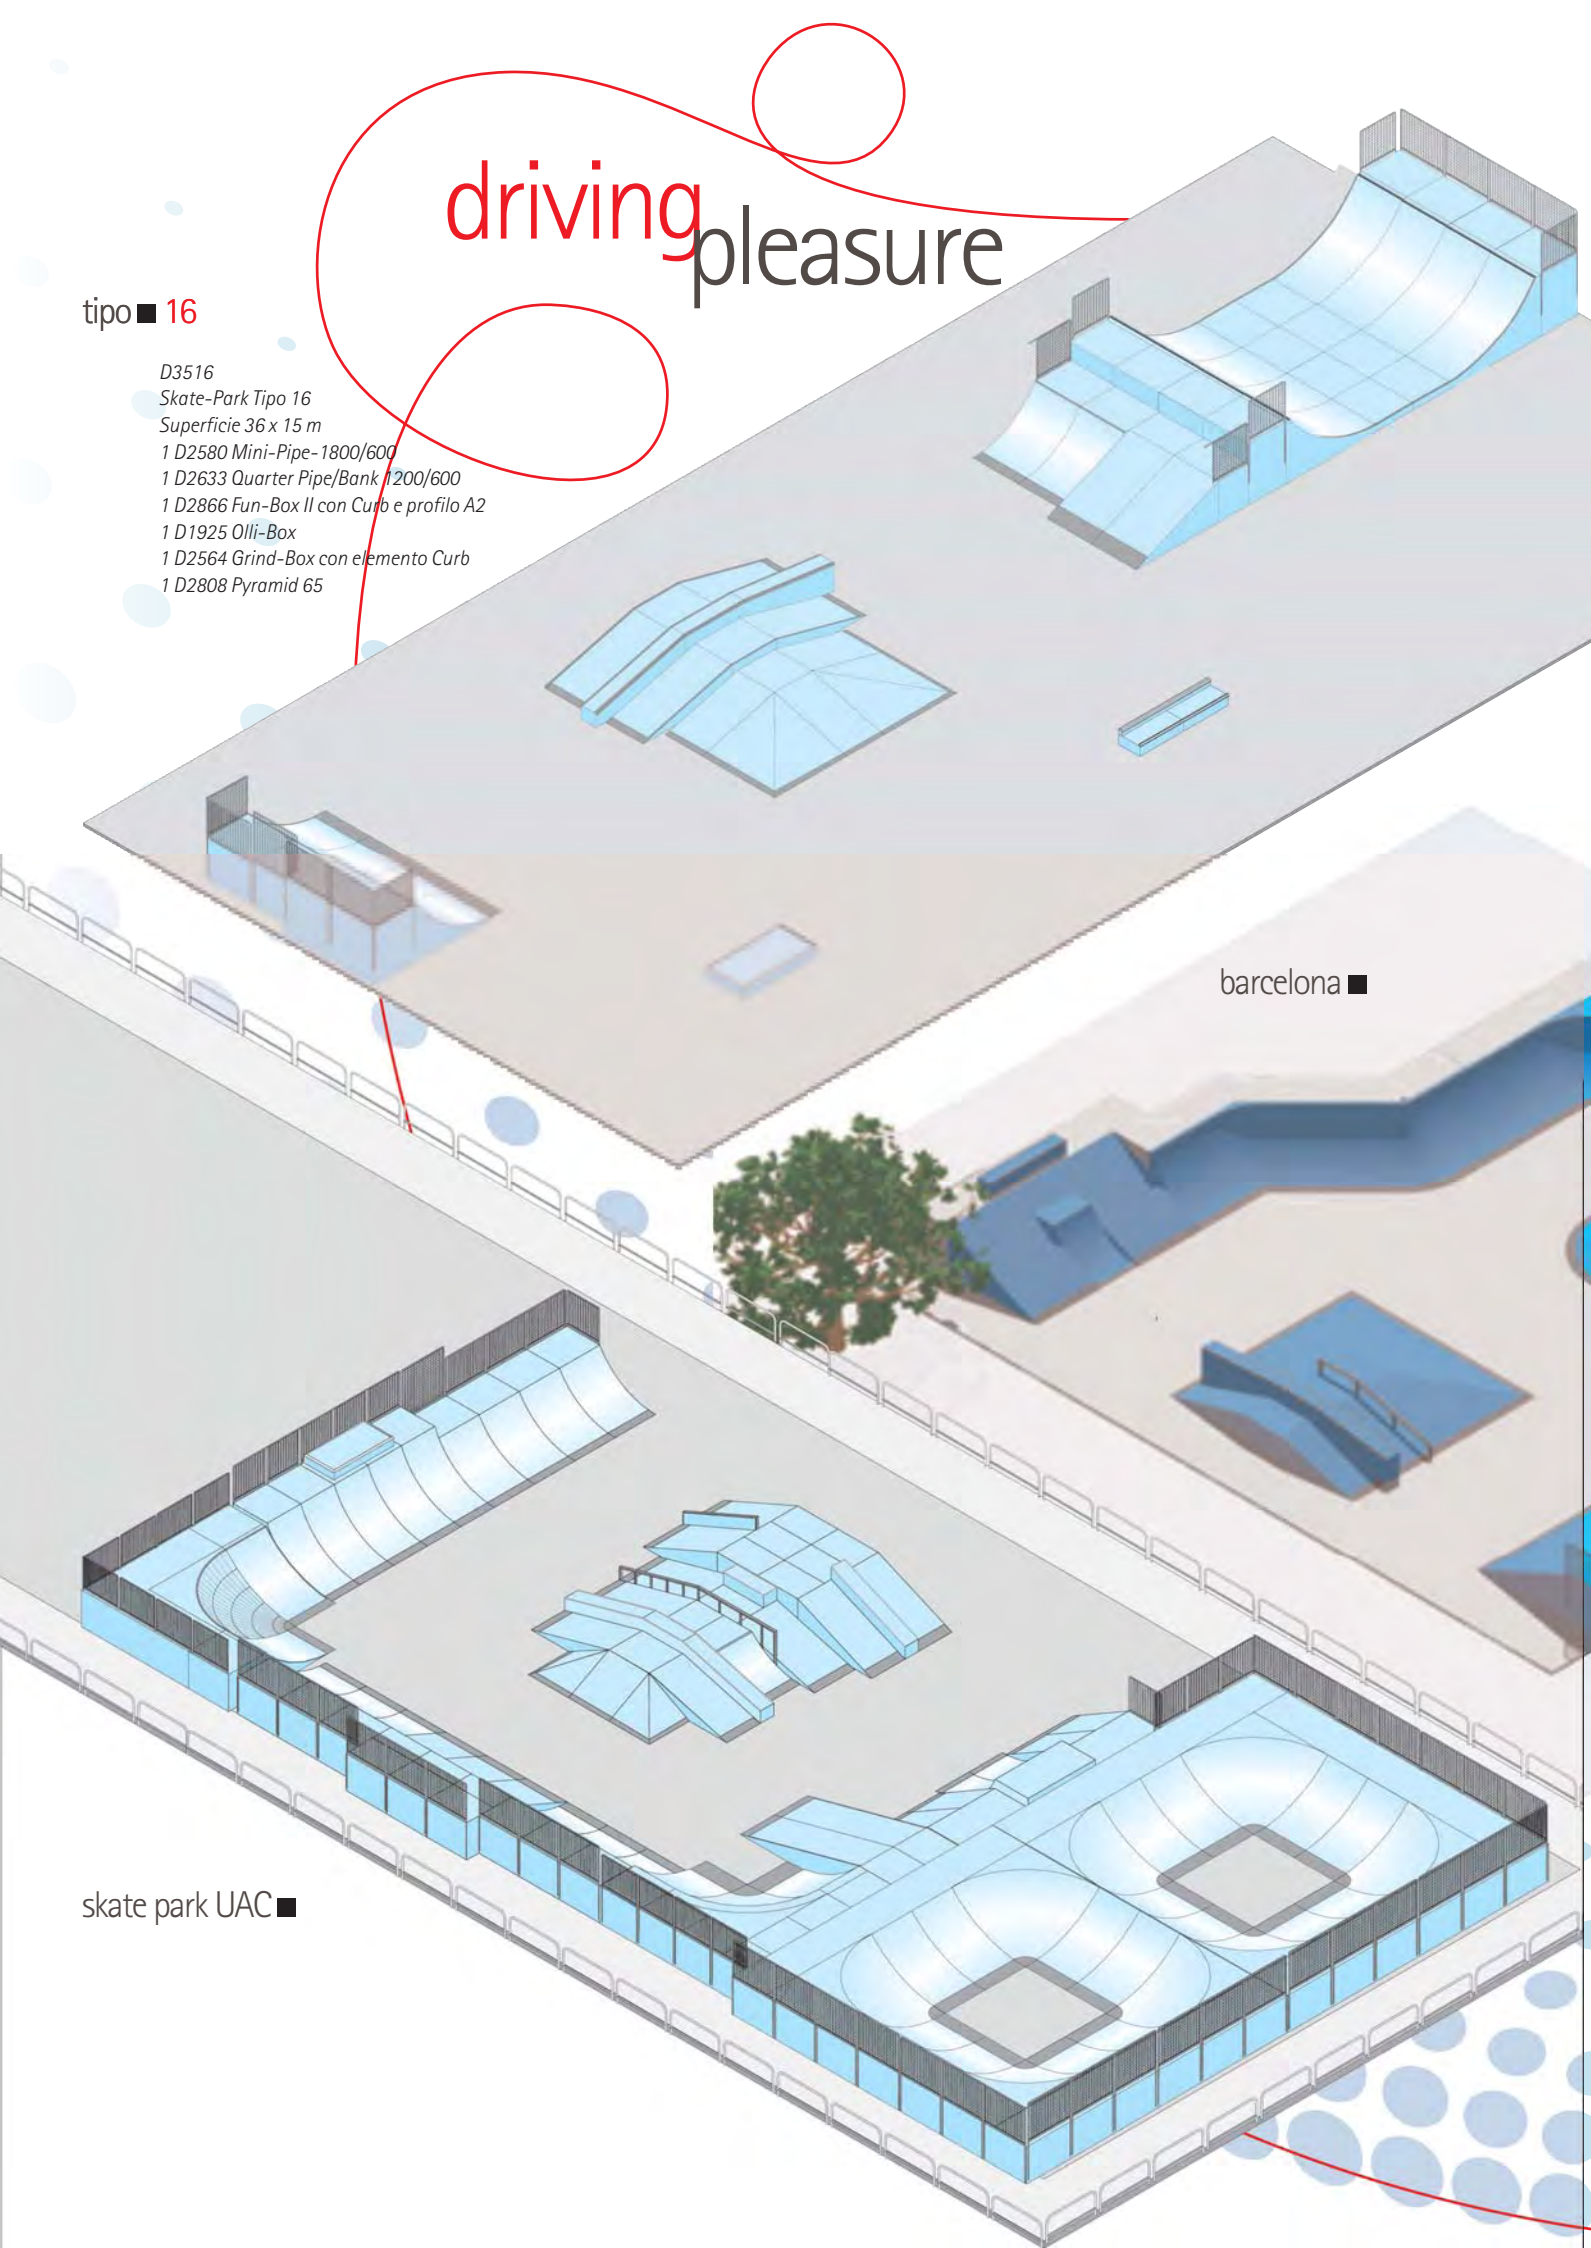 driving
pleasure
tipo ■ 16
D3516
Skate-Park Tipo 16
Superficie 36 x 15 m
1 D2580 Mini-Pipe-1800/600
1 D2633 Quarter Pipe/Bank 1200/600
1 D2866 Fun-Box II con Curb e profilo A2
1 D1925 Olli-Box
1 D2564 Grind-Box con elemento Curb
1 D2808 Pyramid 65
barcelona ■
skate park UAC ■